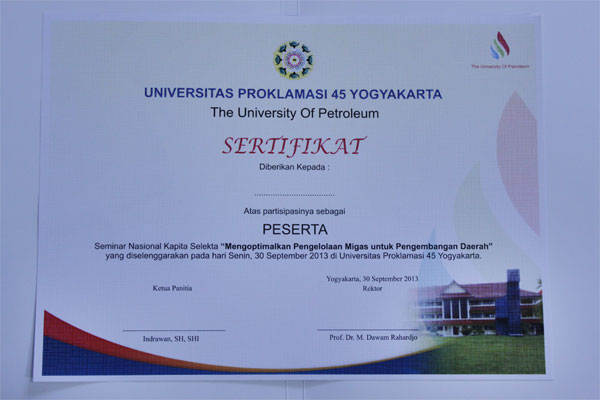 The University Of Petroleum
UNIVERSITAS PROKLAMASI 45 YOGYAKARTA
The University Of Petroleum
SERTIFIKAT
Diberikan Kepada :
....................................
Atas partisipasinya sebagai
PESERTA
Seminar Nasional Kapita Selekta "Mengoptimalkan Pengelolaan Migas untuk Pengembangan Daerah"
yang diselenggarakan pada hari Senin, 30 September 2013 di Universitas Proklamasi 45 Yogyakarta.
Yogyakarta, 30 September 2013
Ketua Panitia
Rektor
Indrawan, SH, SHI
Prof. Dr. M. Dawam Rahardjo